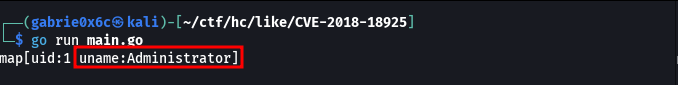 (gabrie0x6c㉿kali)-[~/ctf/hc/like/CVE-2018-18925]
$ go run main.go
map[uid:1 uname:Administrator]